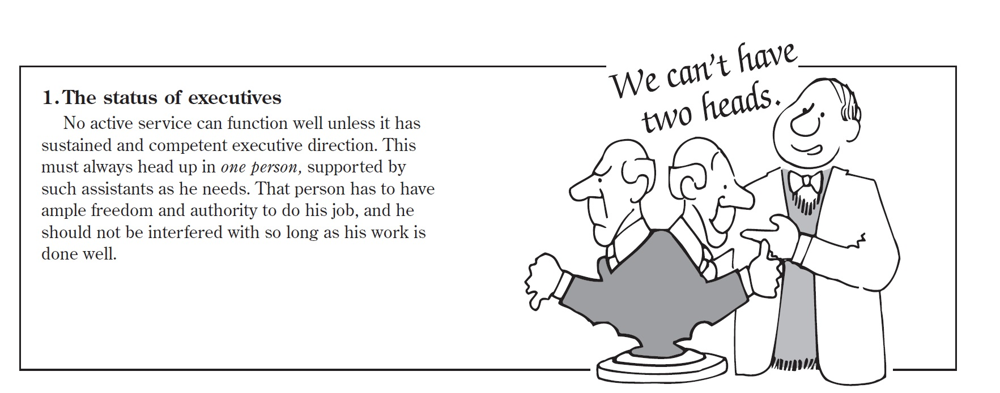 We can't have
two heads.
1. The status of executives
No active service can function well unless it has
sustained and competent executive direction. This
must always head up in one person, supported by
such assistants as he needs. That person has to have
ample freedom and authority to do his job, and he
should not be interfered with so long as his work is
done well.